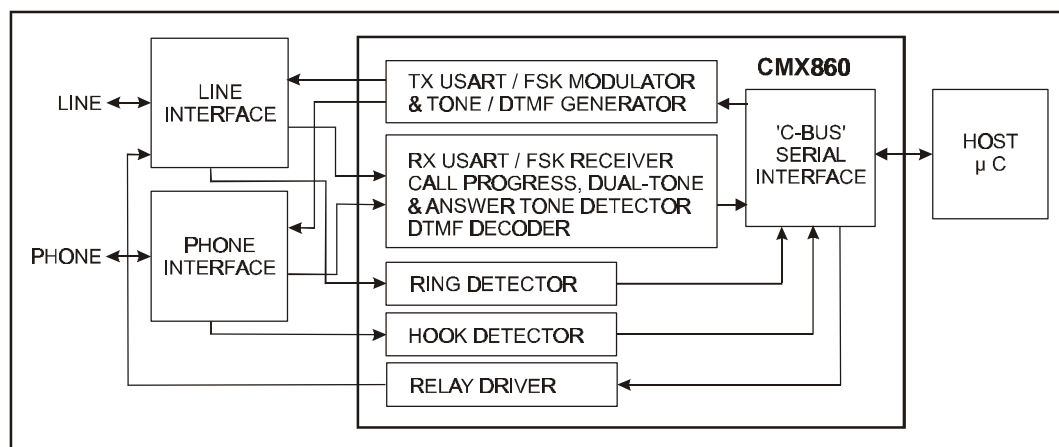 CMX860
LINE
LINE
INTERFACE
TX USART / FSK MODULATOR
& TONE / DTMF GENERATOR
'C-BUS'
SERIAL
INTERFACE
HOST
µ C
RX USART / FSK RECEIVER
CALL PROGRESS, DUAL-TONE
& ANSWER TONE DETECTOR
DTMF DECODER
PHONE
PHONE
INTERFACE
RING DETECTOR
HOOK DETECTOR
RELAY DRIVER